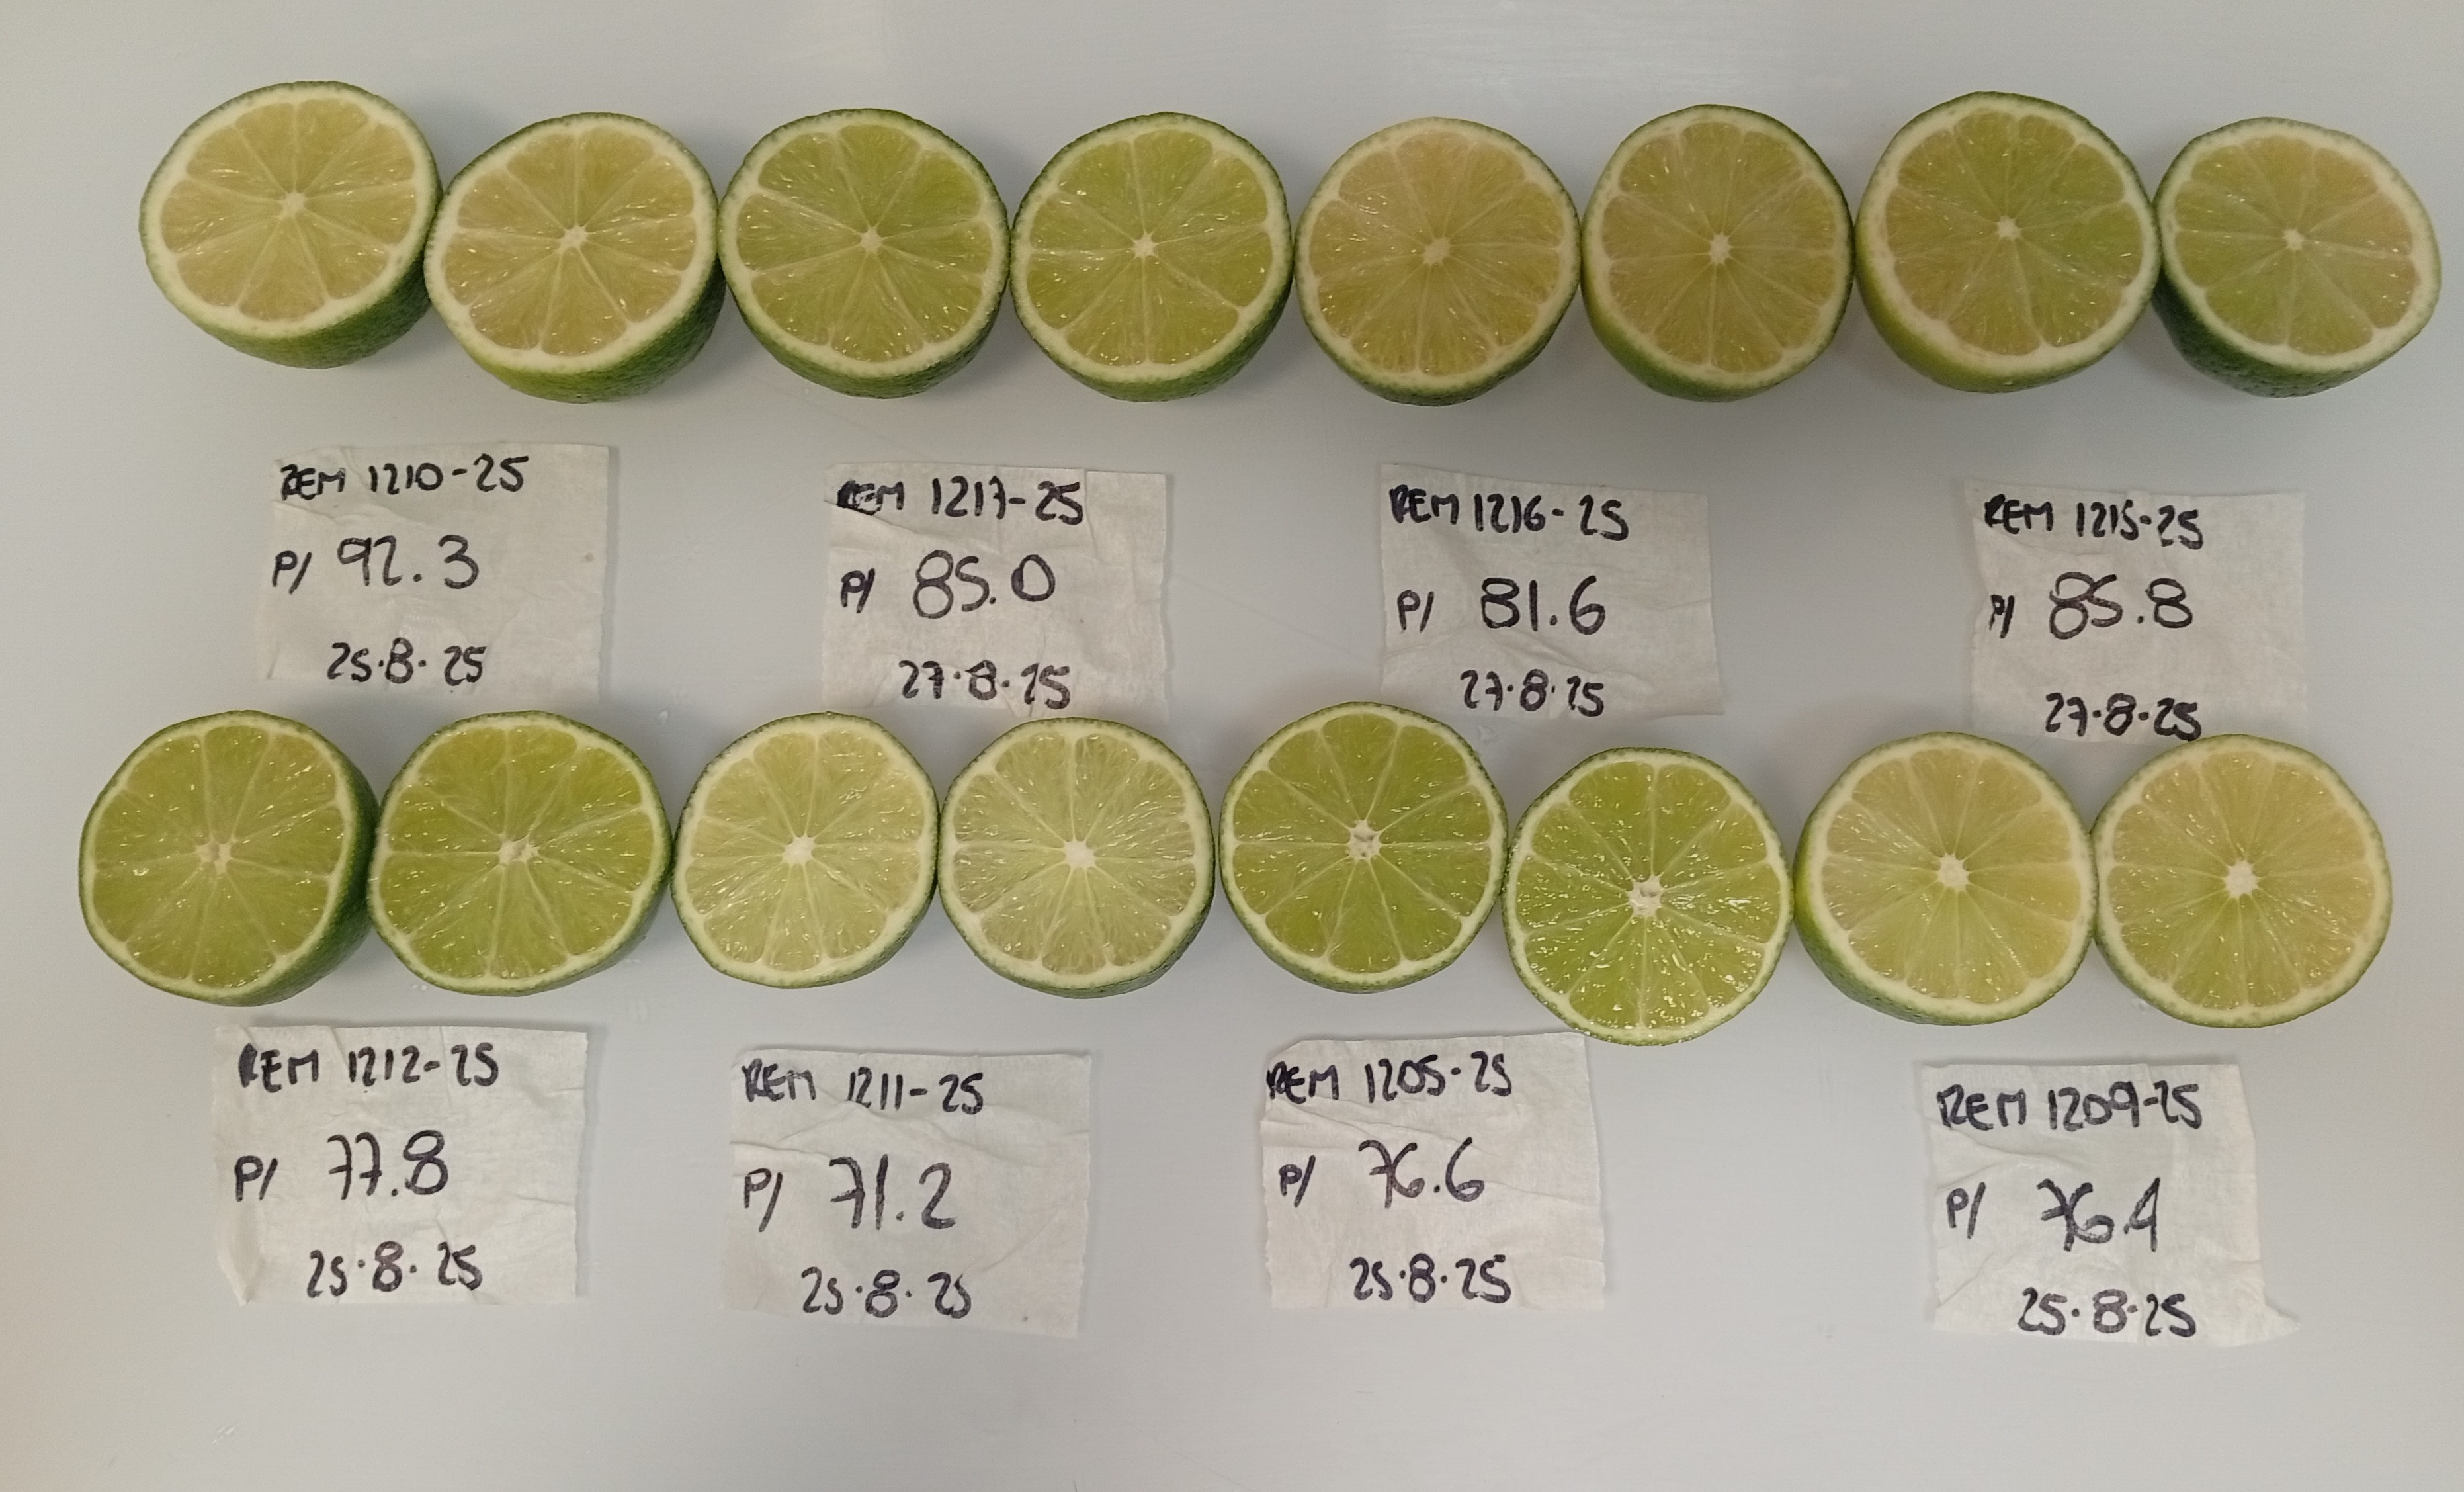 REM 1210-25
P/ 92.3
25.8.25
REM 1217-25
P/ 85.0
27.8.25
REM 1216-25
P/ 81.6
27.8.25
REM 1215-25
P/ 85.8
27.8.25
REM 1212-25
P/ 77.8
25.8.25
REM 1211-25
P/ 71.2
25.8.25
REM 1205-25
P/ 76.6
25.8.25
REM 1209-25
P/ 76.4
25.8.25